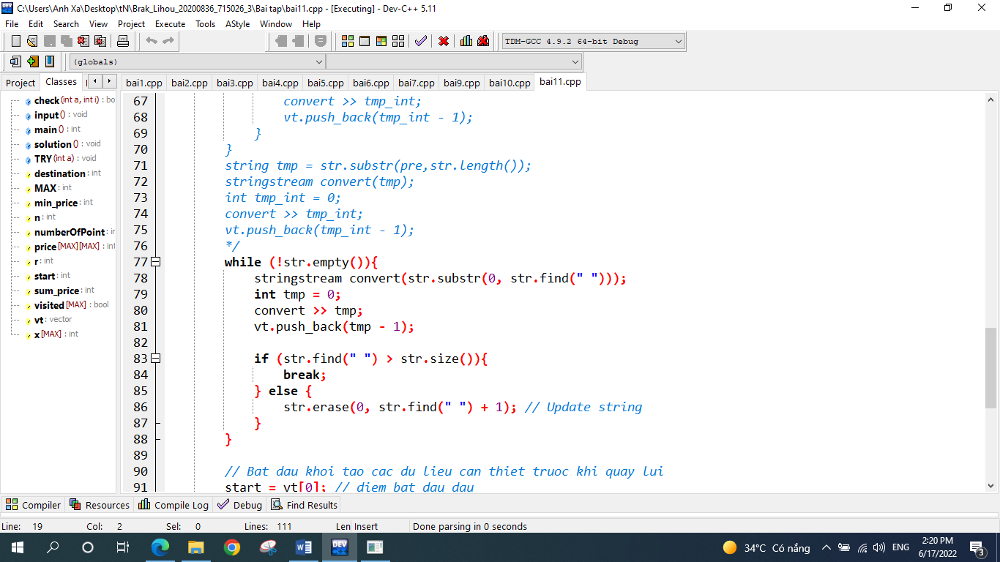 C:\Users\Anh Xa\Desktop\tN\Brak_Lihou_20200836_715026_3\Bai tap\bai11.cpp - [Executing] - Dev-C++ 5.11
File Edit Search View Project Execute Tools AStyle Window Help
TDM-GCC 4.9.2 64-bit Debug
(globals)
Project Classes
bai1.cpp bai2.cpp bai3.cpp bai4.cpp bai5.cpp bai6.cpp bai7.cpp bai9.cpp bai10.cpp bai11.cpp
check (int a, int i) : bo
input () : void
main () : int
solution () : void
TRY (int a) : void
destination : int
MAX : int
min_price : int
n : int
numberOfPoint : in
price [MAX][MAX] : int
r : int
start : int
sum_price : int
visited [MAX] : bool
vt : vector
x [MAX] : int
67 convert >> tmp_int;
68 vt.push_back(tmp_int - 1);
69 }
70 }
71 string tmp = str.substr(pre,str.length());
72 stringstream convert(tmp);
73 int tmp_int = 0;
74 convert >> tmp_int;
75 vt.push_back(tmp_int - 1);
76 */
77 while (!str.empty()){
78 stringstream convert(str.substr(0, str.find(" ")));
79 int tmp = 0;
80 convert >> tmp;
81 vt.push_back(tmp - 1);
82
83 if (str.find(" ") > str.size()){
84 break;
85 } else {
86 str.erase(0, str.find(" ") + 1); // Update string
87 }
88 }
89
90 // Bat dau khoi tao cac du lieu can thiet truoc khi quay lui
91 start = vt[0]; // diem bat dau dau
Compiler Resources Compile Log Debug Find Results
Line: 19 Col: 2 Sel: 0 Lines: 111 Len Insert Done parsing in 0 seconds
DEV
34°C Có nắng ENG 2:20 PM
6/17/2022 3